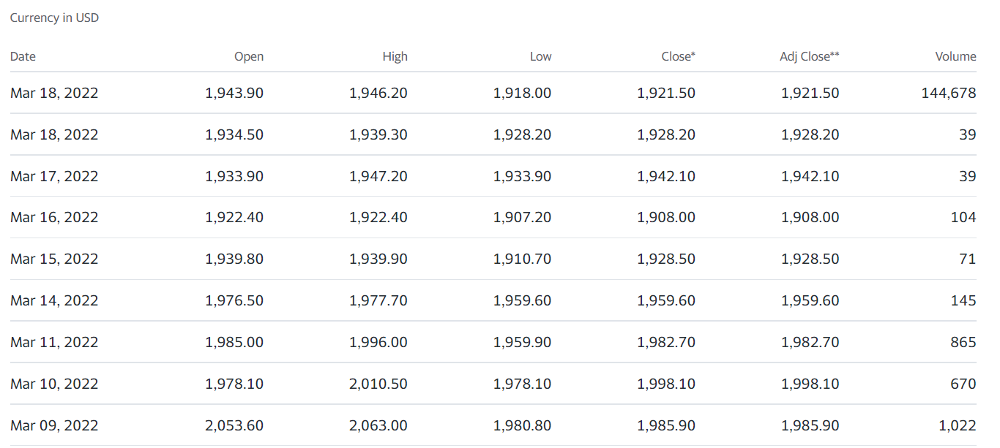 Currency in USD
Date Open High Low Close* Adj Close** Volume
Mar 18, 2022 1,943.90 1,946.20 1,918.00 1,921.50 1,921.50 144,678
Mar 18, 2022 1,934.50 1,939.30 1,928.20 1,928.20 1,928.20 39
Mar 17, 2022 1,933.90 1,947.20 1,933.90 1,942.10 1,942.10 39
Mar 16, 2022 1,922.40 1,922.40 1,907.20 1,908.00 1,908.00 104
Mar 15, 2022 1,939.80 1,939.90 1,910.70 1,928.50 1,928.50 71
Mar 14, 2022 1,976.50 1,977.70 1,959.60 1,959.60 1,959.60 145
Mar 11, 2022 1,985.00 1,996.00 1,959.90 1,982.70 1,982.70 865
Mar 10, 2022 1,978.10 2,010.50 1,978.10 1,998.10 1,998.10 670
Mar 09, 2022 2,053.60 2,063.00 1,980.80 1,985.90 1,985.90 1,022